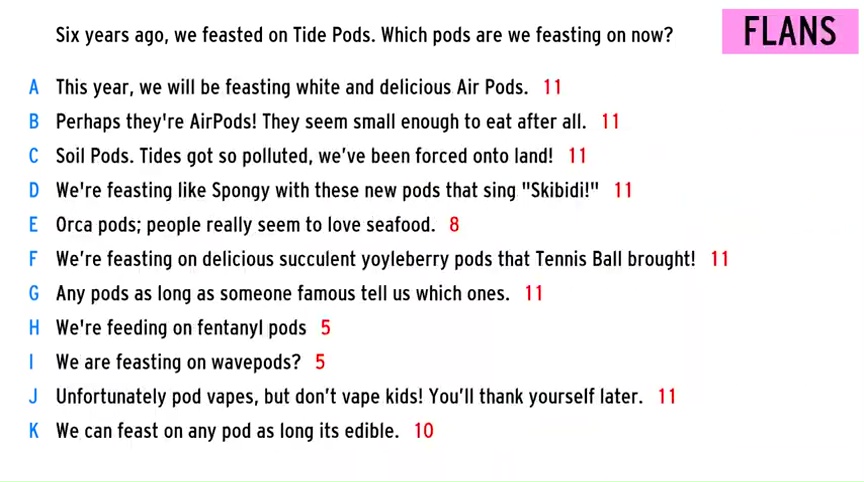 Six years ago, we feasted on Tide Pods. Which pods are we feasting on now?
FLANS
A This year, we will be feasting white and delicious Air Pods. 11
B Perhaps they're AirPods! They seem small enough to eat after all. 11
C Soil Pods. Tides got so polluted, we've been forced onto land! 11
D We're feasting like Spongy with these new pods that sing "Skibidi!" 11
E Orca pods; people really seem to love seafood. 8
F We're feasting on delicious succulent yoyleberry pods that Tennis Ball brought! 11
G Any pods as long as someone famous tell us which ones. 11
H We're feeding on fentanyl pods 5
I We are feasting on wavepods? 5
J Unfortunately pod vapes, but don't vape kids! You'll thank yourself later. 11
K We can feast on any pod as long its edible. 10